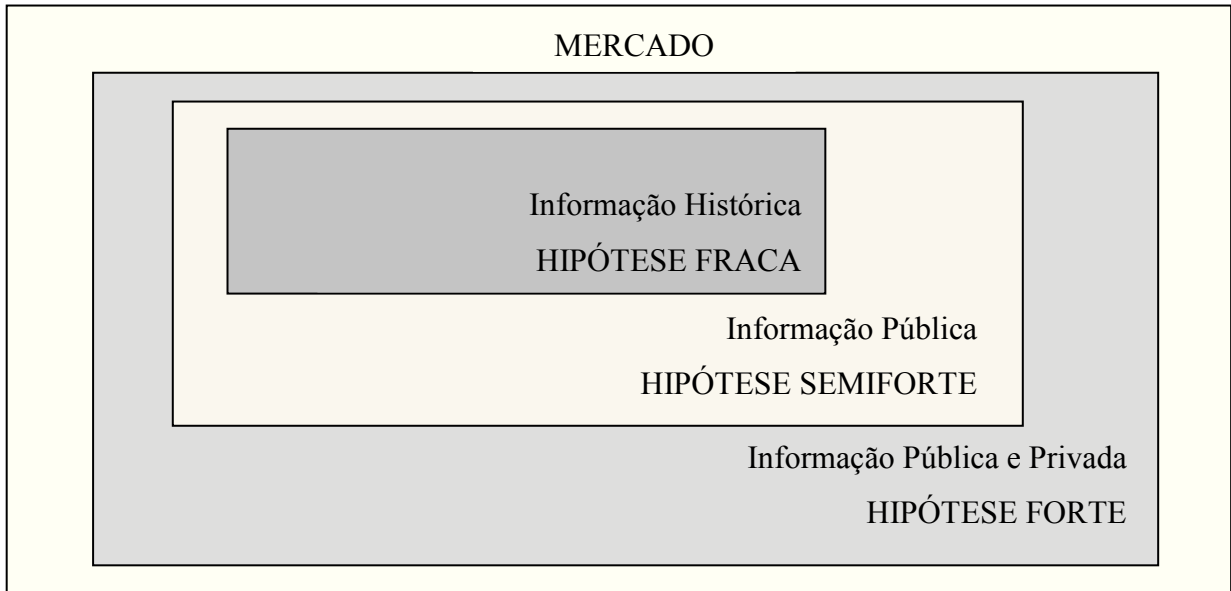 MERCADO
Informação Histórica
HIPÓTESE FRACA
Informação Pública
HIPÓTESE SEMIFORTE
Informação Pública e Privada
HIPÓTESE FORTE